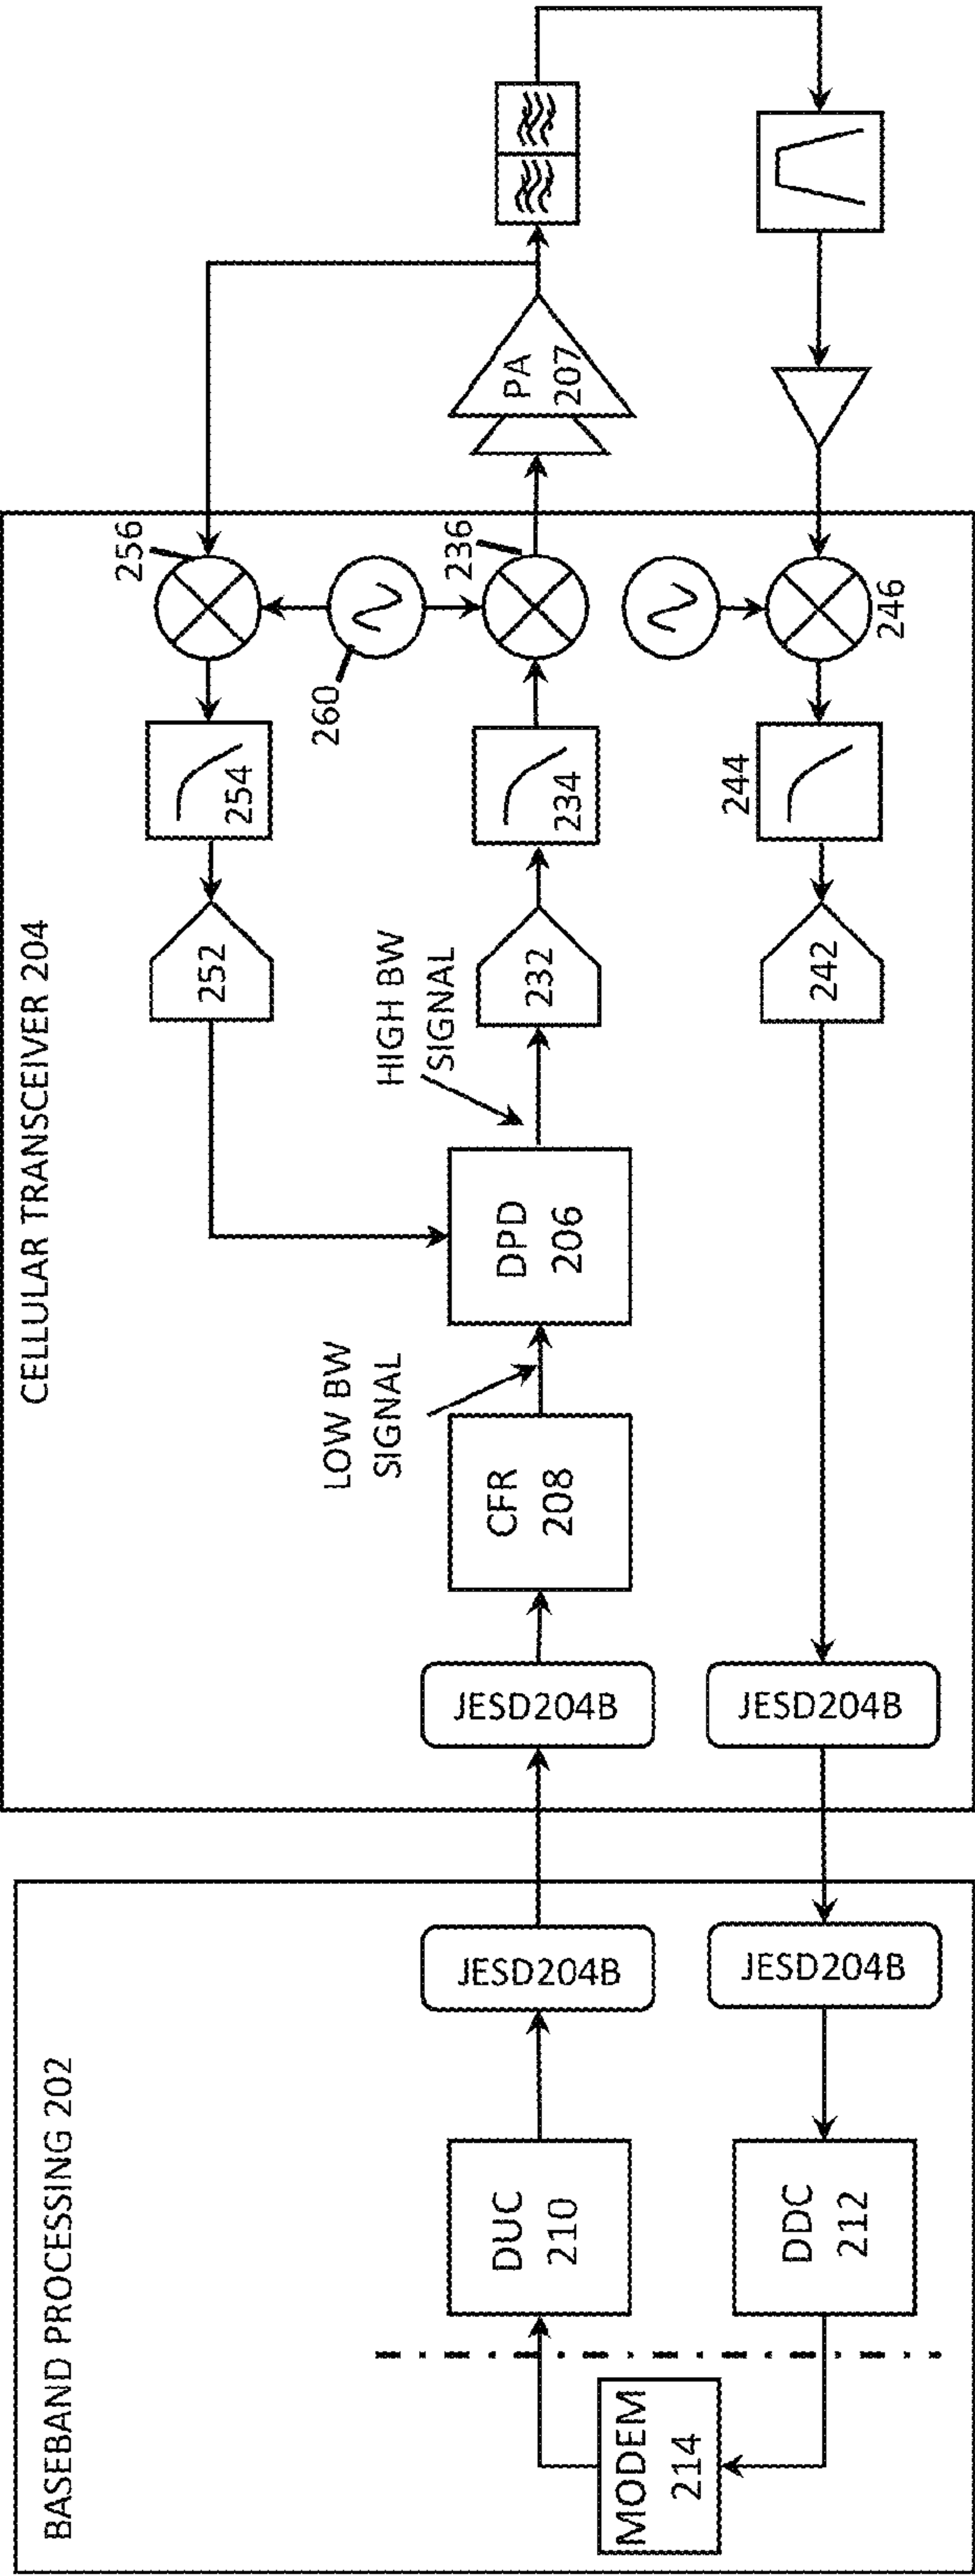 BASEBAND PROCESSING 202
MODEM
214
DUC
210
DDC
212
JESD204B
JESD204B
CELLULAR TRANSCEIVER 204
JESD204B
JESD204B
CFR
208
LOW BW
SIGNAL
DPD
206
HIGH BW
SIGNAL
252
232
242
254
234
244
260
256
236
246
PA
207